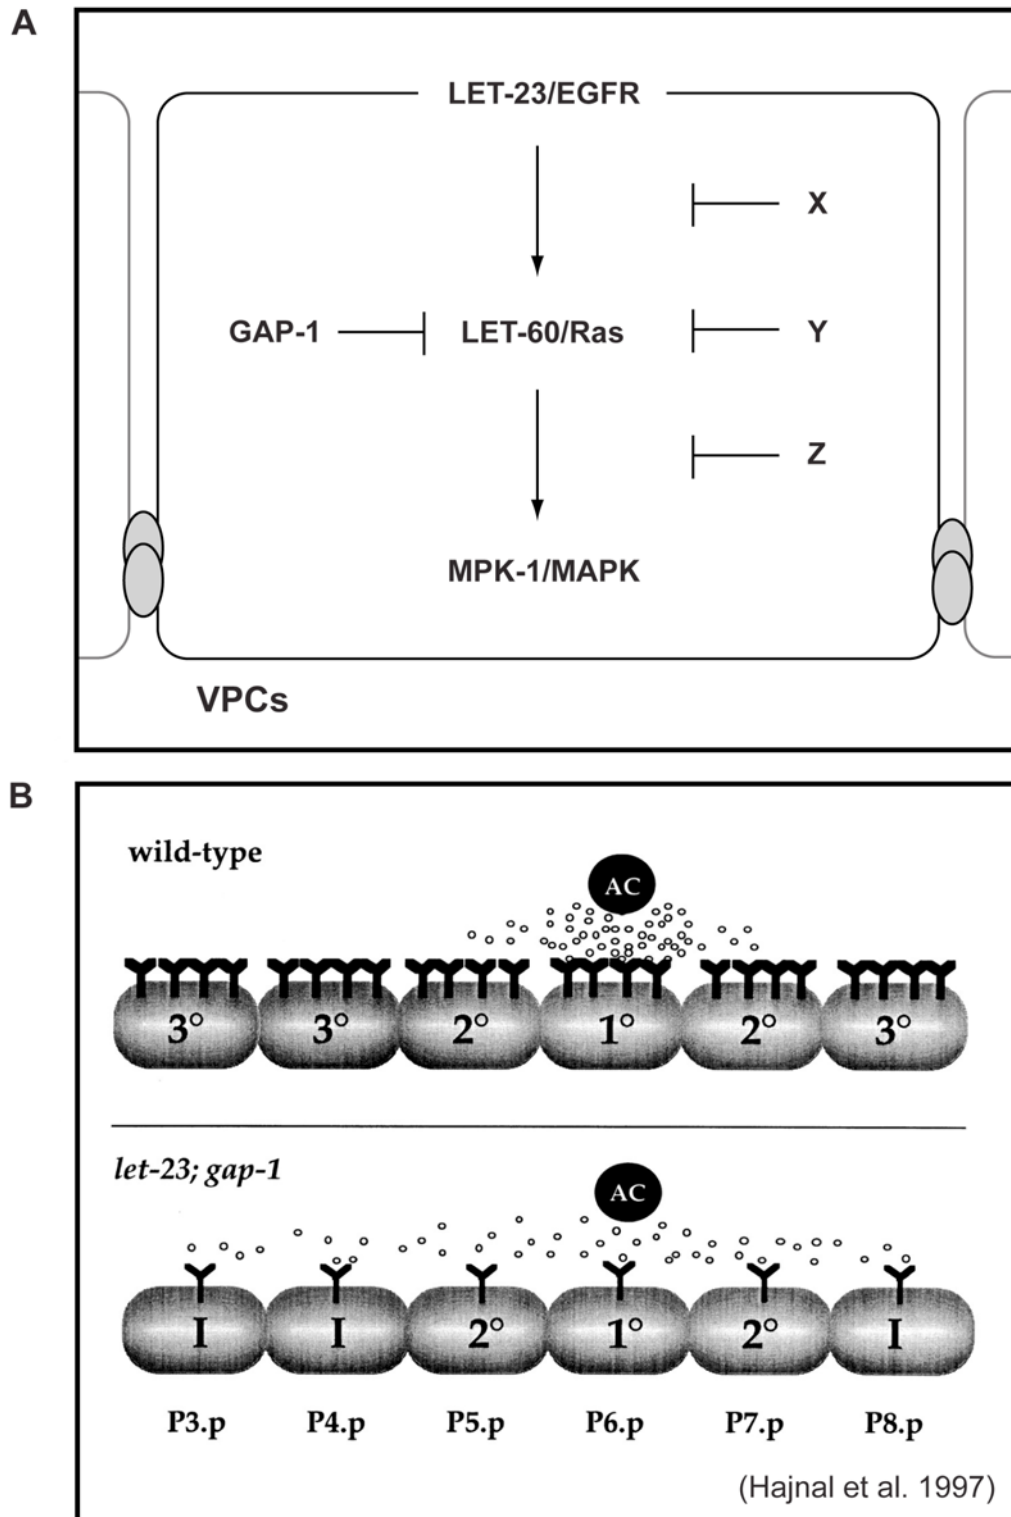 A
LET-23/EGFR
X
GAP-1
LET-60/Ras
Y
Z
MPK-1/MAPK
VPCs
B
wild-type
AC
3° 3° 2° 1° 2° 3°
let-23; gap-1
AC
I I 2° 1° 2° I
P3.p P4.p P5.p P6.p P7.p P8.p
(Hajnal et al. 1997)